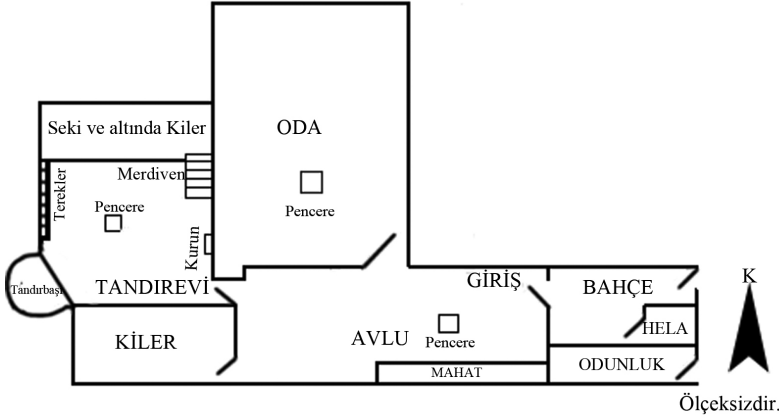 Seki ve altında Kiler
ODA
Merdiven
Terekler
Pencere
Pencere
Kurun
Tandırbaşı
TANDIREVİ
GİRİŞ
BAHÇE
K
KİLER
AVLU
Pencere
HELA
MAHAT
ODUNLUK
Ölçeksizdir.